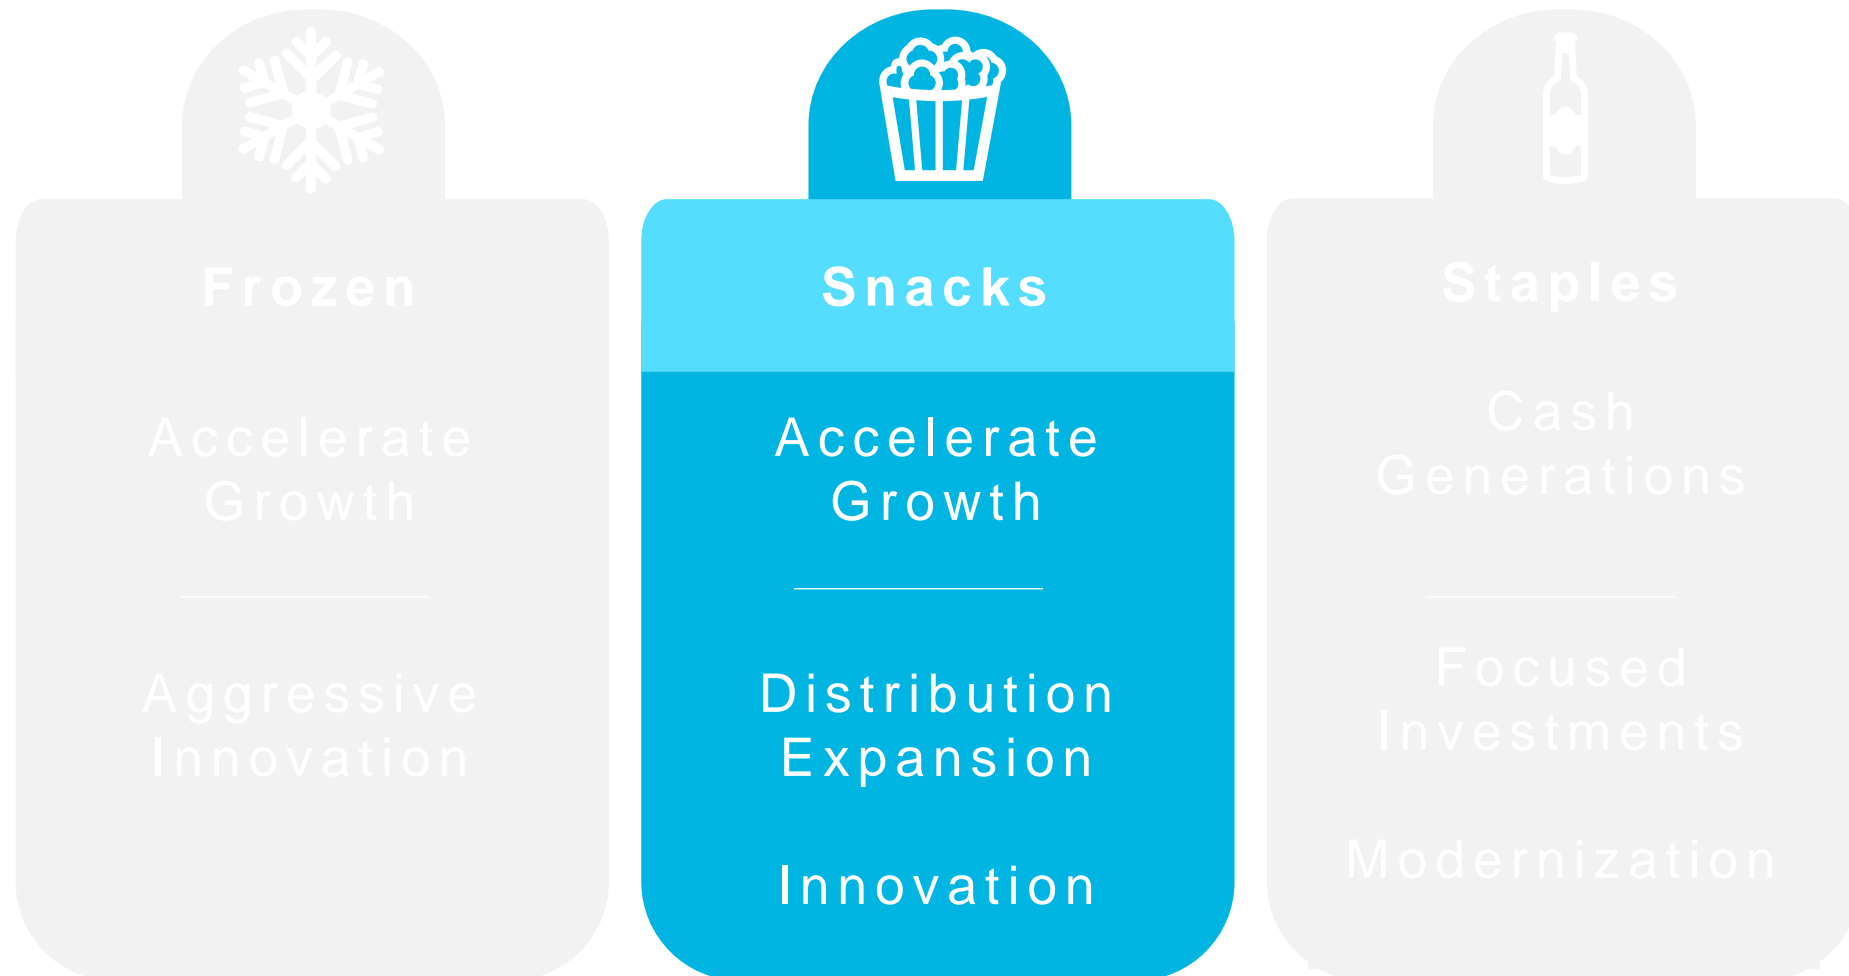 Frozen
Accelerate
Growth
Aggressive
Innovation
Snacks
Accelerate
Growth
Distribution
Expansion
Innovation
Staples
Cash
Generations
Focused
Investments
Modernization